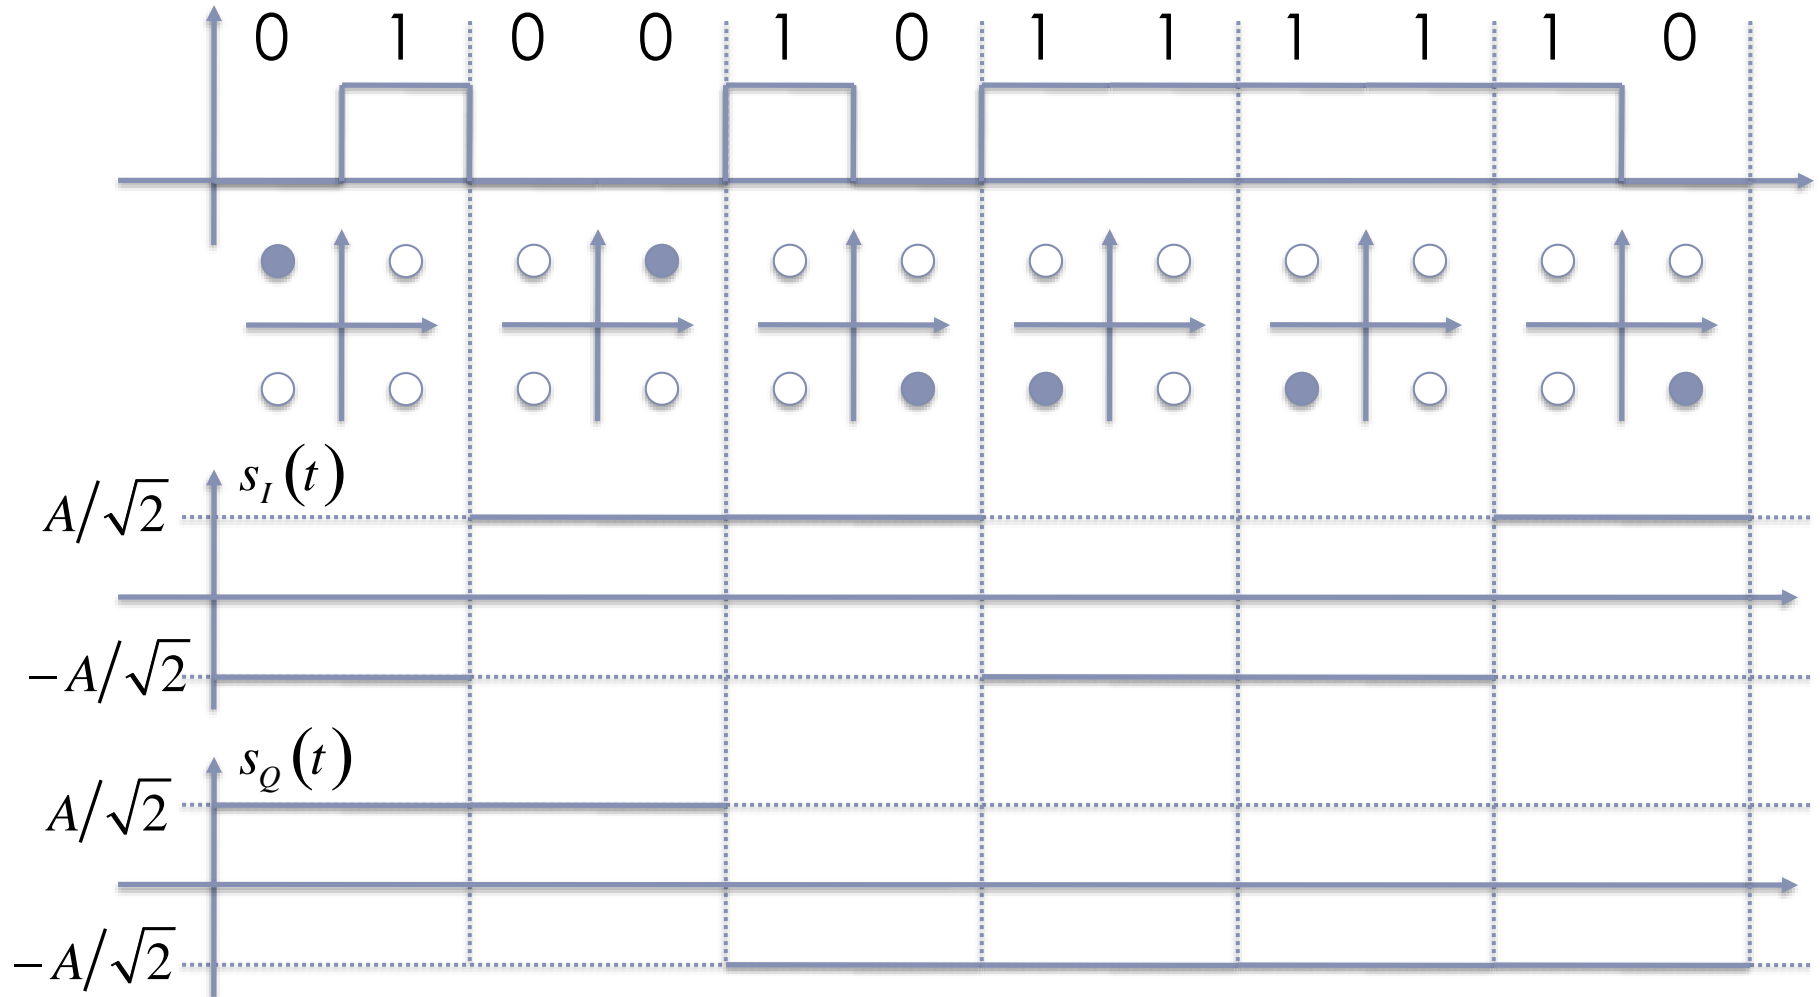 0 1 0 0 1 0 1 1 1 1 1 0
s_I(t)
A/√2
−A/√2
s_Q(t)
A/√2
−A/√2